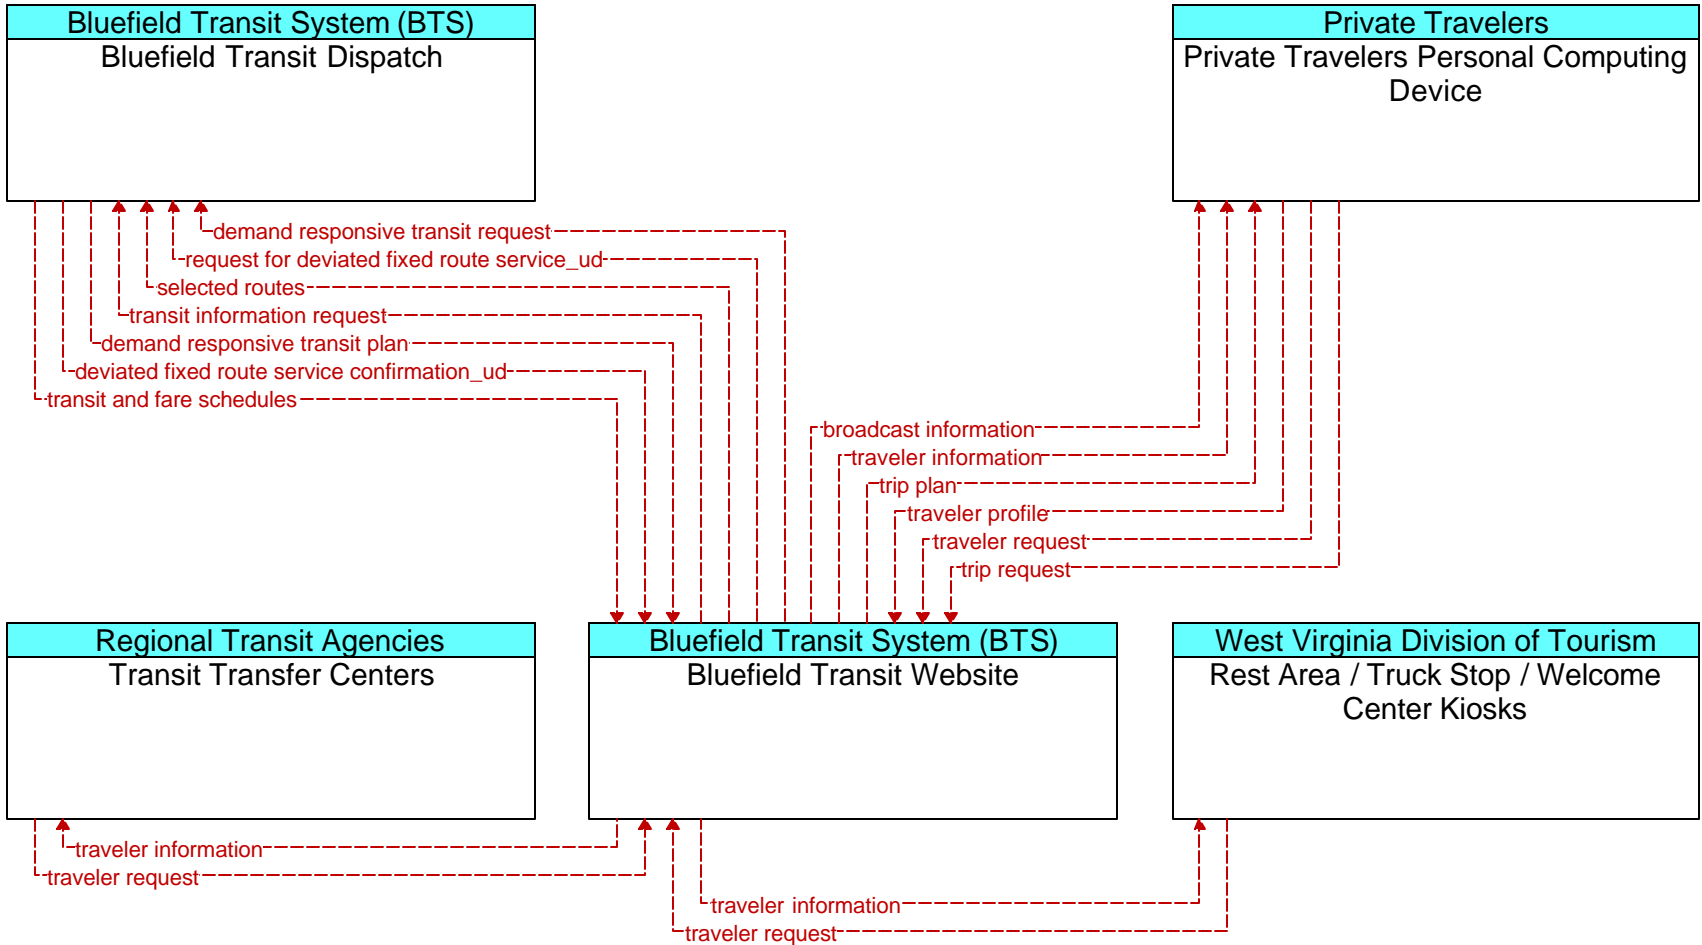 Bluefield Transit System (BTS)
Bluefield Transit Dispatch
Private Travelers
Private Travelers Personal Computing
Device
demand responsive transit request
request for deviated fixed route service_ud
selected routes
transit information request
demand responsive transit plan
deviated fixed route service confirmation_ud
transit and fare schedules
broadcast information
traveler information
trip plan
traveler profile
traveler request
trip request
Regional Transit Agencies
Transit Transfer Centers
Bluefield Transit System (BTS)
Bluefield Transit Website
West Virginia Division of Tourism
Rest Area / Truck Stop / Welcome
Center Kiosks
traveler information
traveler request
traveler information
traveler request